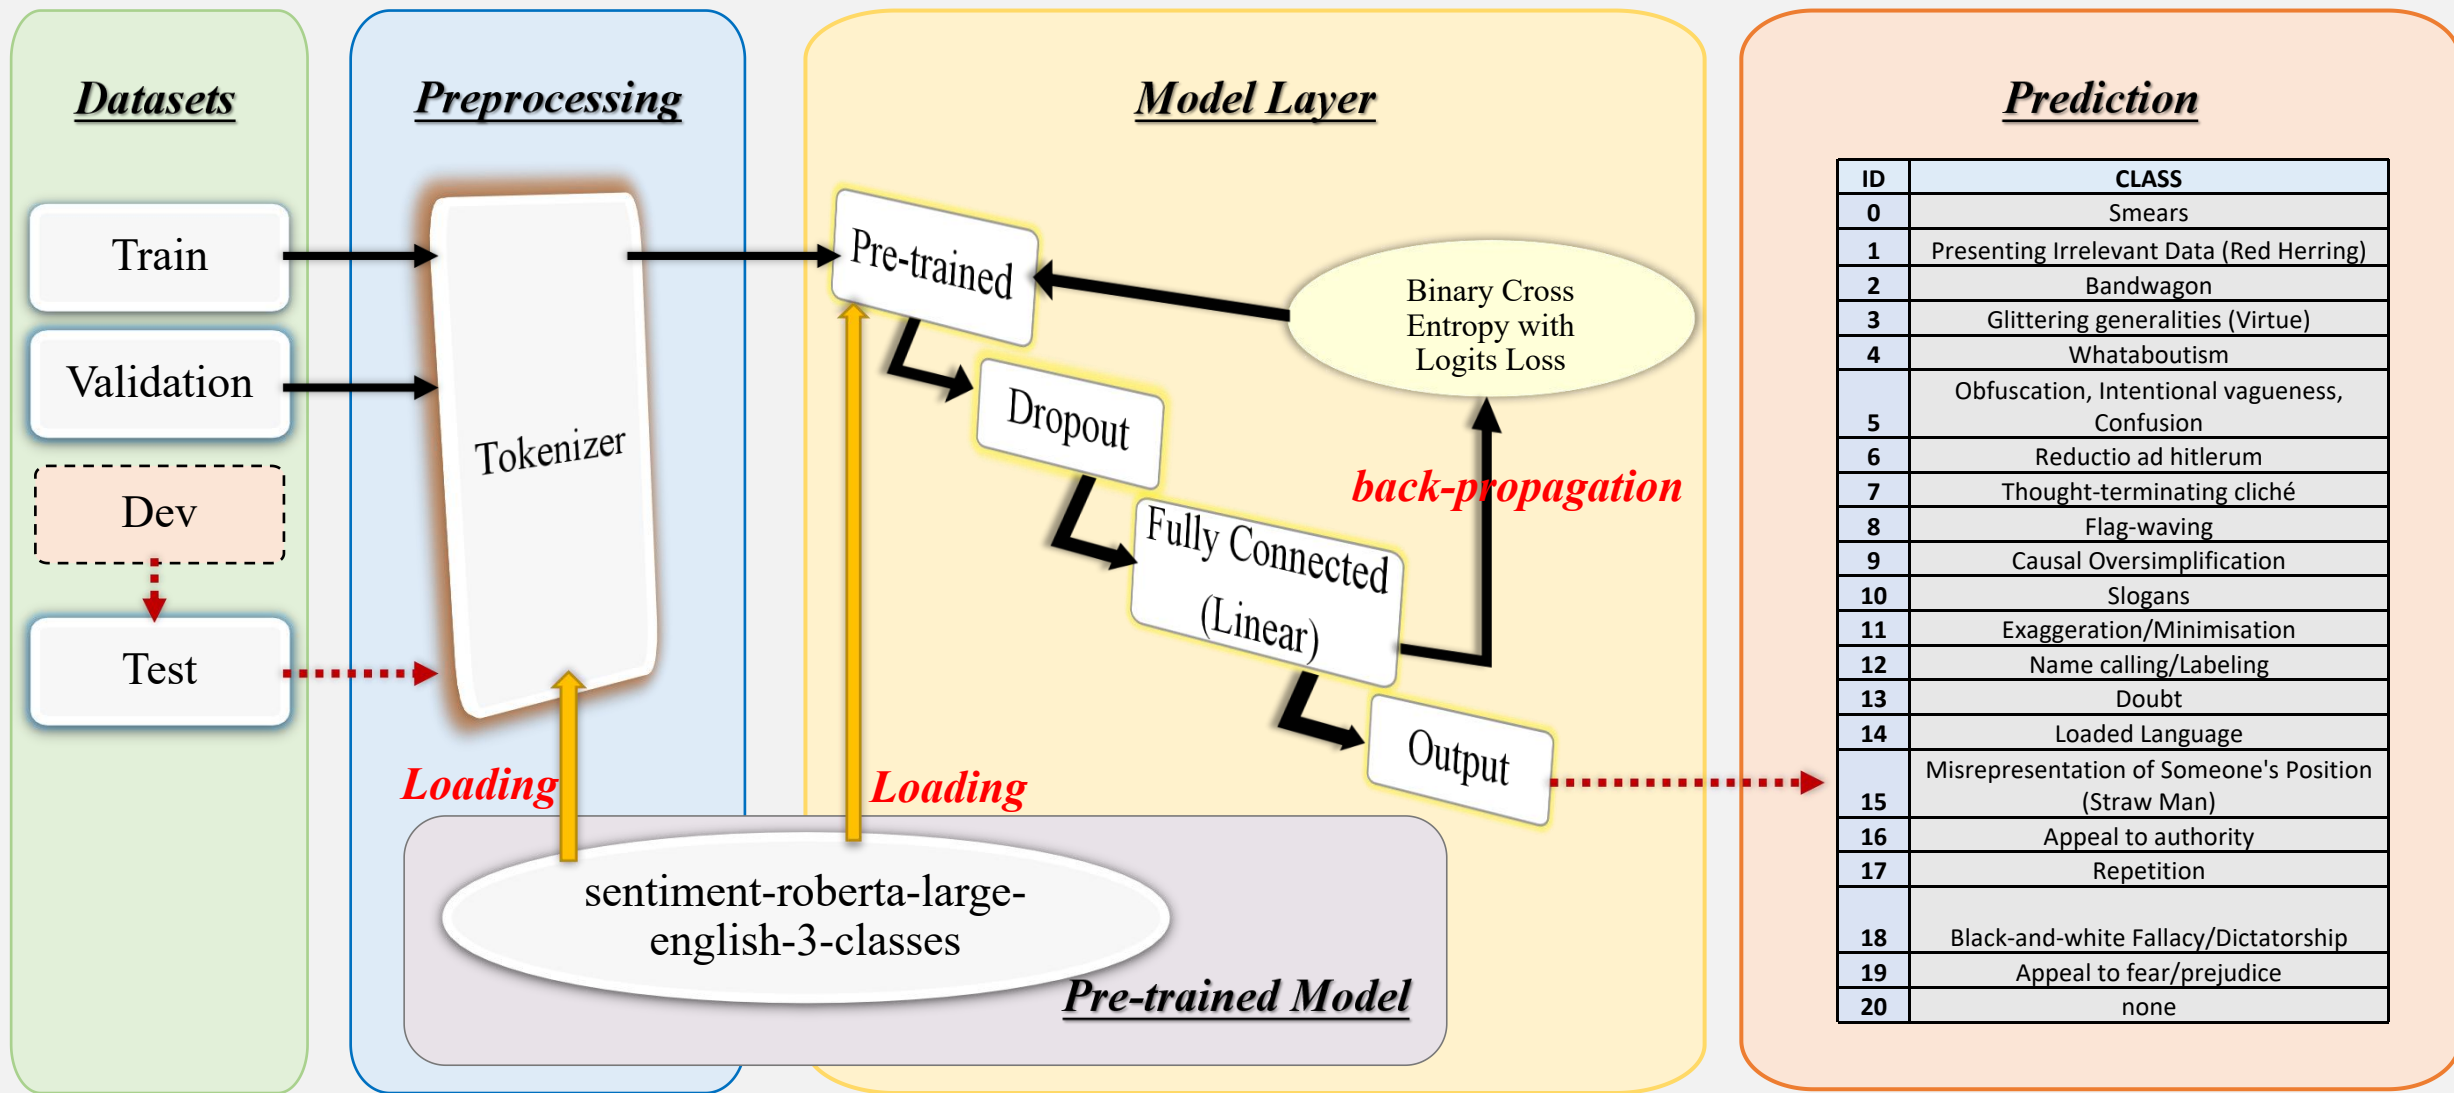 Datasets
Train
Validation
Dev
Test
Preprocessing
Tokenizer
Loading
Model Layer
Pre-trained
Dropout
Fully Connected
(Linear)
Output
Binary Cross
Entropy with
Logits Loss
back-propagation
Loading
sentiment-roberta-large-
english-3-classes
Pre-trained Model
Prediction
ID CLASS
0 Smears
1 Presenting Irrelevant Data (Red Herring)
2 Bandwagon
3 Glittering generalities (Virtue)
4 Whataboutism
Obfuscation, Intentional vagueness,
5 Confusion
6 Reductio ad hitlerum
7 Thought-terminating cliché
8 Flag-waving
9 Causal Oversimplification
10 Slogans
11 Exaggeration/Minimisation
12 Name calling/Labeling
13 Doubt
14 Loaded Language
Misrepresentation of Someone's Position
15 (Straw Man)
16 Appeal to authority
17 Repetition
18 Black-and-white Fallacy/Dictatorship
19 Appeal to fear/prejudice
20 none